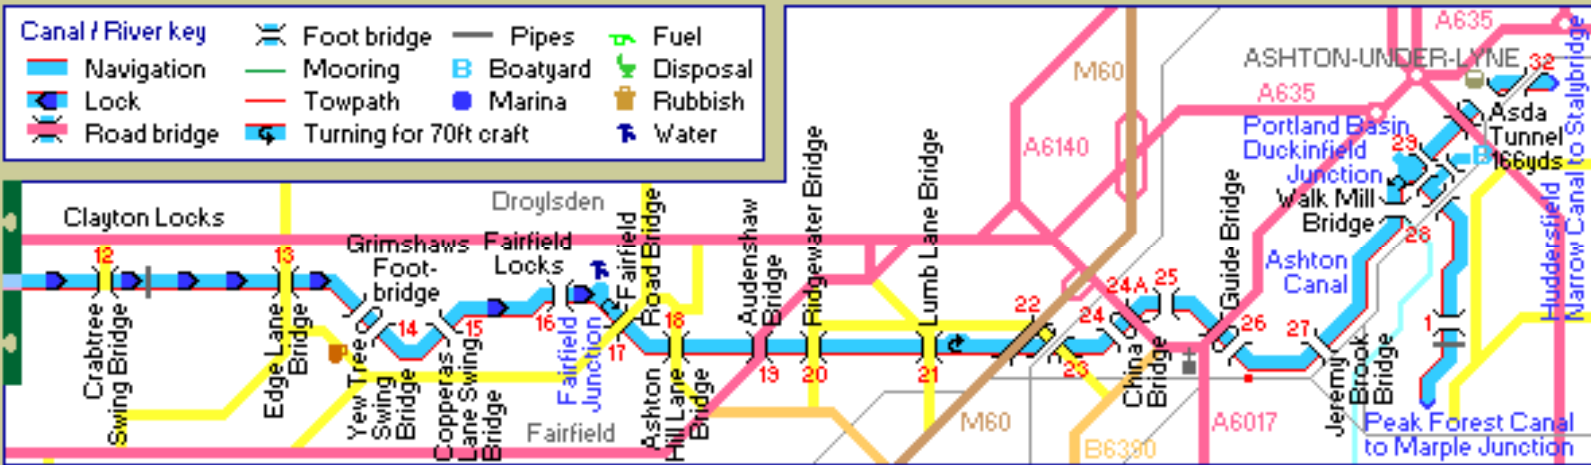 Canal / River key
Foot bridge
Pipes
Fuel
Navigation
Mooring
B Boatyard
Disposal
Lock
Towpath
Marina
Rubbish
Road bridge
Turning for 70ft craft
Water
A635
ASHTON-UNDER-LYNE
32
M60
A635
Asda
Tunnel
166yds
A6140
Portland Basin
Duckinfield
Junction
29
B
Walk Mill
Bridge
28
Huddersfield
Narrow Canal to Stalybridge
Droylsden
Clayton Locks
12
13
Grimshaws
Foot-
bridge
Fairfield
Locks
Fairfield
Road Bridge
Audenshaw
Bridge
Ridgewater Bridge
Lumb Lane Bridge
Guide Bridge
Ashton
Canal
14
15
16
17
18
19
20
21
22
23
24
24A
25
26
27
1
Crabtree
Swing Bridge
Edge Lane
Bridge
Yew Tree
Swing
Bridge
Copperas
Lane Swing
Bridge
Fairfield
Junction
Ashton
Hill Lane
Bridge
China
Bridge
Jeremy
Brook
Bridge
Fairfield
M60
B6390
A6017
Peak Forest Canal
to Marple Junction